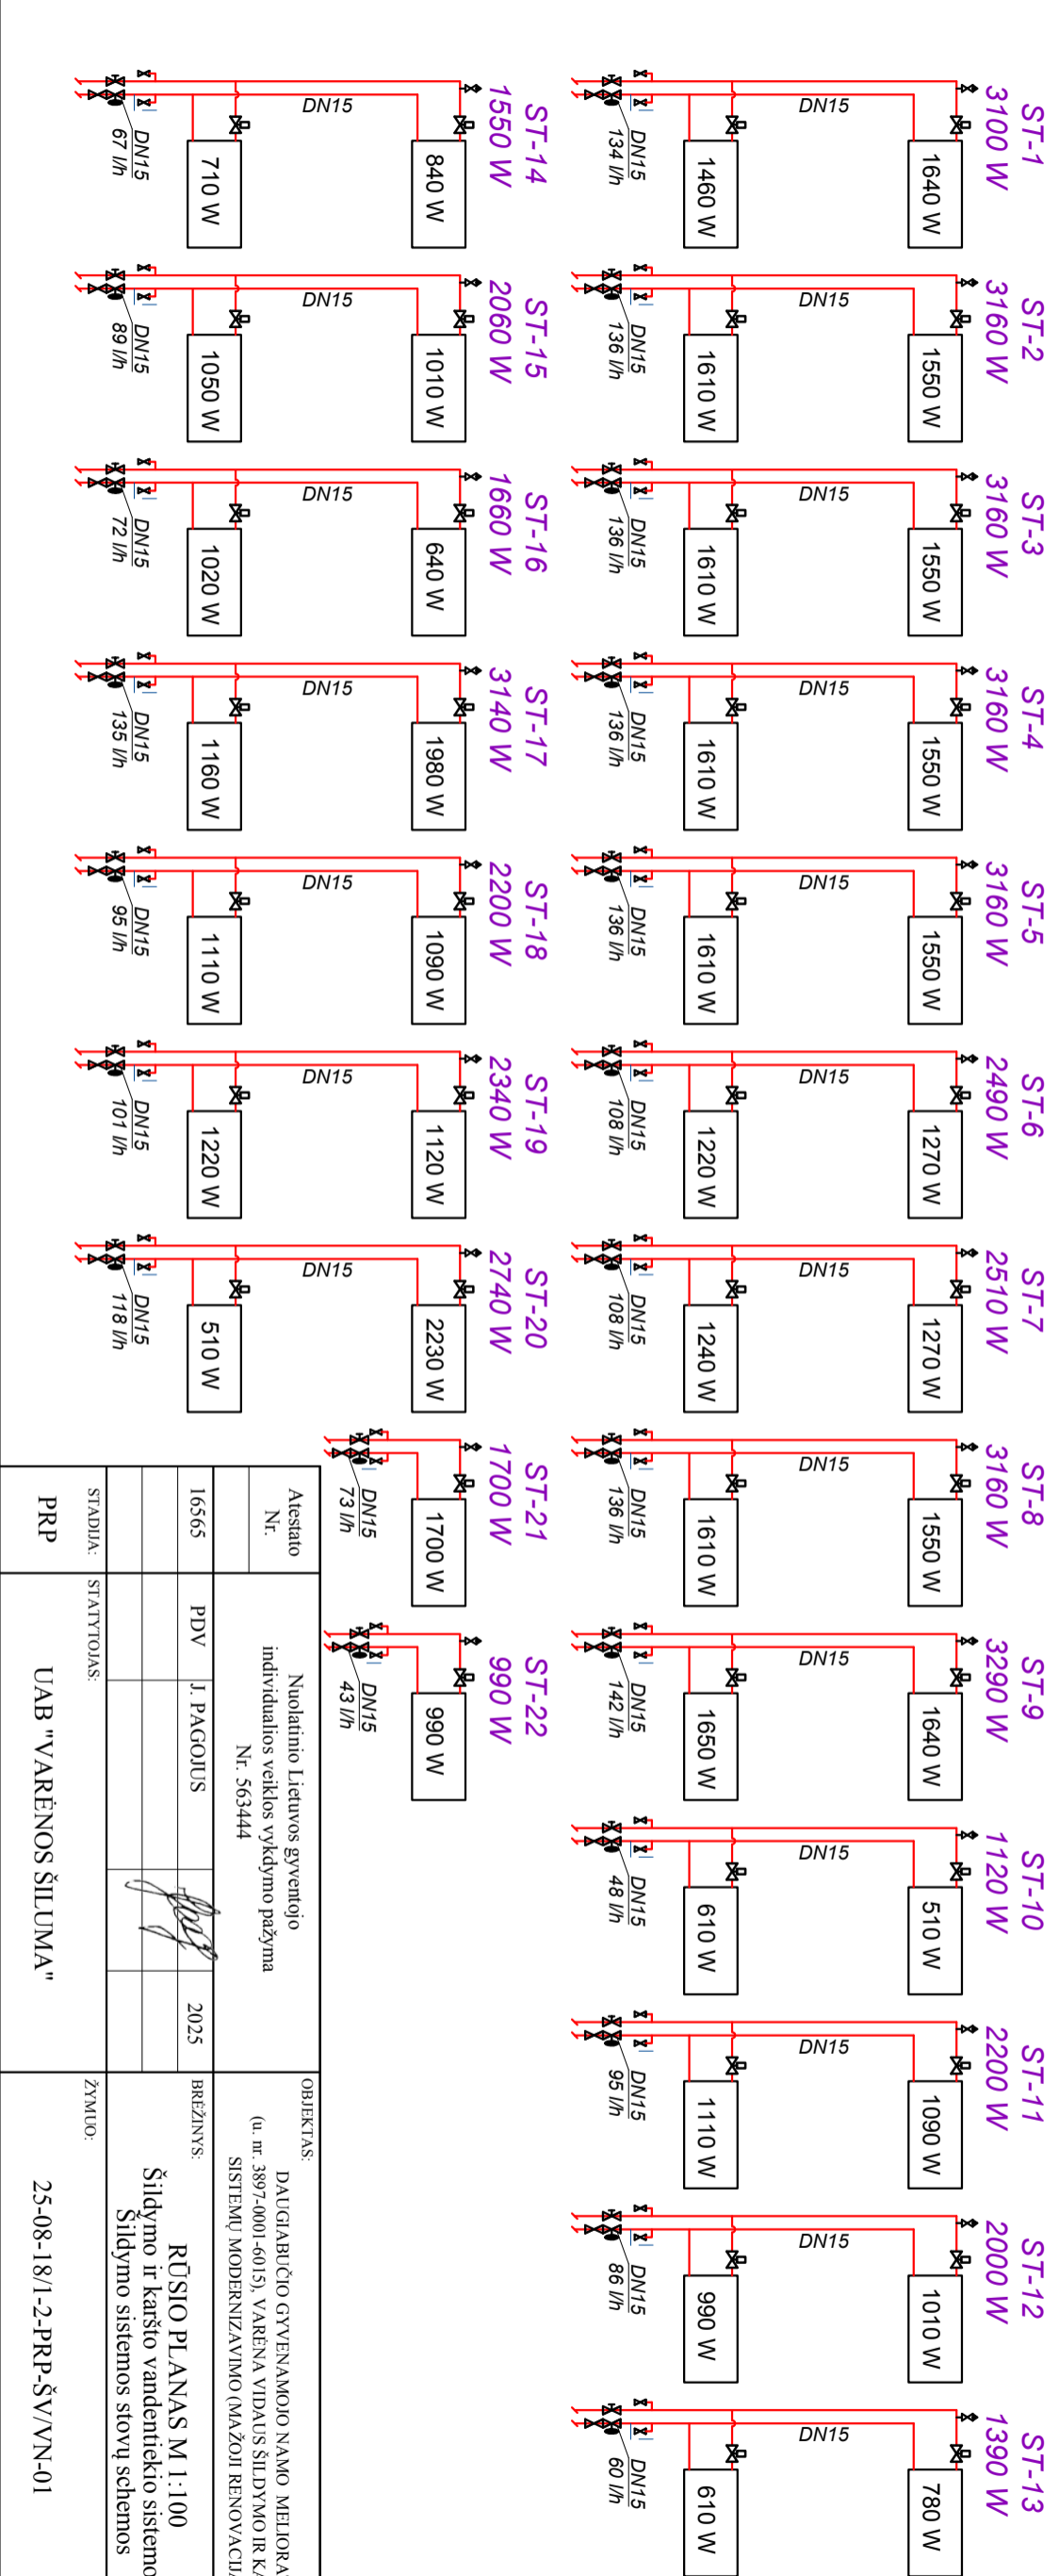 ST-1
3100 W
1640 W
DN15
1460 W
DN15
134 l/h
ST-2
3160 W
1550 W
DN15
1610 W
DN15
136 l/h
ST-3
3160 W
1550 W
DN15
1610 W
DN15
136 l/h
ST-4
3160 W
1550 W
DN15
1610 W
DN15
136 l/h
ST-5
3160 W
1550 W
DN15
1610 W
DN15
136 l/h
ST-6
2490 W
1270 W
DN15
1220 W
DN15
108 l/h
ST-7
2510 W
1270 W
DN15
1240 W
DN15
108 l/h
ST-8
3160 W
1550 W
DN15
1610 W
DN15
136 l/h
ST-9
3290 W
1640 W
DN15
1650 W
DN15
142 l/h
ST-10
1120 W
510 W
DN15
610 W
DN15
48 l/h
ST-11
2200 W
1090 W
DN15
1110 W
DN15
95 l/h
ST-12
2000 W
1010 W
DN15
990 W
DN15
86 l/h
ST-13
1390 W
780 W
DN15
610 W
DN15
60 l/h
ST-14
1550 W
840 W
DN15
710 W
DN15
67 l/h
ST-15
2060 W
1010 W
DN15
1050 W
DN15
89 l/h
ST-16
1660 W
640 W
DN15
1020 W
DN15
72 l/h
ST-17
3140 W
1980 W
DN15
1160 W
DN15
135 l/h
ST-18
2200 W
1090 W
DN15
1110 W
DN15
95 l/h
ST-19
2340 W
1120 W
DN15
1220 W
DN15
101 l/h
ST-20
2740 W
2230 W
DN15
510 W
DN15
118 l/h
ST-21
1700 W
1700 W
DN15
73 l/h
ST-22
990 W
990 W
DN15
43 l/h
Atestato
Nr.
Nuolatinio Lietuvos gyventojo
individualios veiklos vykdymo pažyma
Nr. 563444
OBJEKTAS:
DAUGIABUČIO GYVENAMOJO NAMO MELIORA
(u. nr. 3897-0001-6015), VARĖNA VIDAUS ŠILDYMO IR KA
SISTEMŲ MODERNIZAVIMO (MAŽOJI RENOVACIJA
16565
PDV
J. PAGOJUS
2025
BRĖŽINYS:
RŪSIO PLANAS M 1:100
Šildymo ir karšto vandentiekio sistemo
Šildymo sistemos stovų schemos
STADIJA:
PRP
STATYTOJAS:
UAB "VARĖNOS ŠILUMA"
ŽYMUO:
25-08-18/1-2-PRP-ŠV/VN-01